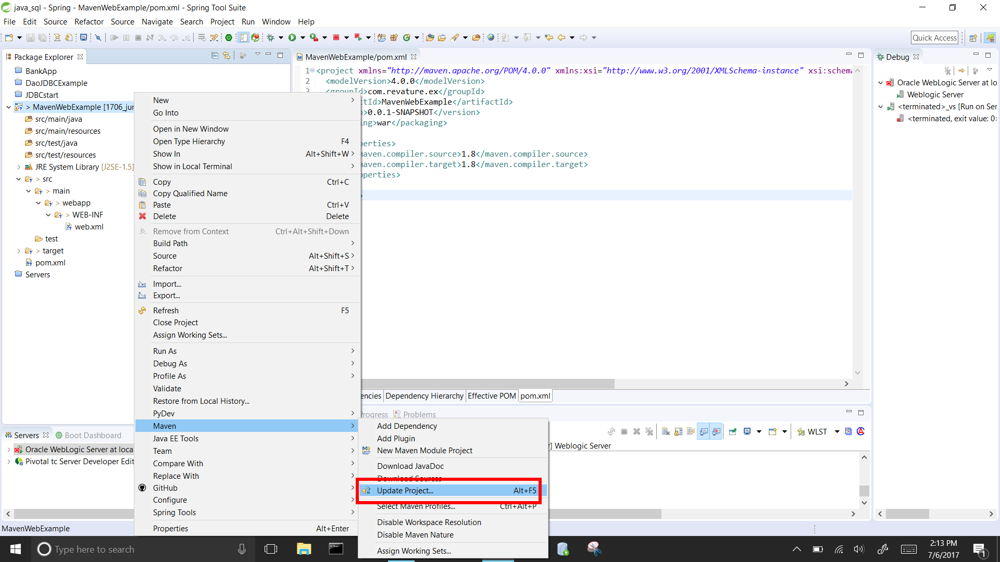 java_sql - Spring - MavenWebExample/pom.xml - Spring Tool Suite
File Edit Source Refactor Source Navigate Search Project Run Window Help
Quick Access
Package Explorer
BankApp
DaoJDBCExample
JDBCstart
> MavenWebExample [1706_jur
src/main/java
src/main/resources
src/test/java
src/test/resources
JRE System Library [J2SE-1.5]
> src
> main
> webapp
> WEB-INF
web.xml
test
> target
pom.xml
Servers
New
Go Into
Open in New Window
Open Type Hierarchy F4
Show In Alt+Shift+W
Show in Local Terminal
Copy Ctrl+C
Copy Qualified Name
Paste Ctrl+V
Delete Delete
Remove from Context Ctrl+Alt+Shift+Down
Build Path
Source Alt+Shift+S
Refactor Alt+Shift+T
Import...
Export...
Refresh F5
Close Project
Assign Working Sets...
Run As
Debug As
Profile As
Validate
Restore from Local History...
PyDev
Maven
Java EE Tools
Team
Compare With
Replace With
GitHub
Configure
Spring Tools
Properties Alt+Enter
MavenWebExample/pom.xml
1 <project xmlns="http://maven.apache.org/POM/4.0.0" xmlns:xsi="http://www.w3.org/2001/XMLSchema-instance" xsi:schema
2 <modelVersion>4.0.0</modelVersion>
3 <groupId>com.revature.ex</groupId>
ctId>MavenWebExample</artifactId>
>0.0.1-SNAPSHOT</version>
ing>war</packaging>
perties>
maven.compiler.source>1.8</maven.compiler.source>
maven.compiler.target>1.8</maven.compiler.target>
operties>
>
encies Dependency Hierarchy Effective POM pom.xml
Progress Problems
Add Dependency
Add Plugin
New Maven Module Project
Download JavaDoc
Download Sources
Update Project... Alt+F5
Select Maven Profiles... Ctrl+Alt+P
Disable Workspace Resolution
Disable Maven Nature
Assign Working Sets...
WLST
r] Weblogic Server
Debug
Oracle WebLogic Server at lo
Weblogic Server
<terminated>_vs [Run on Ser
<terminated, exit value: 0>
Servers Boot Dashboard
Oracle WebLogic Server at loca
Pivotal tc Server Developer Edit
MavenWebExample
Type here to search
2:13 PM
7/6/2017
1